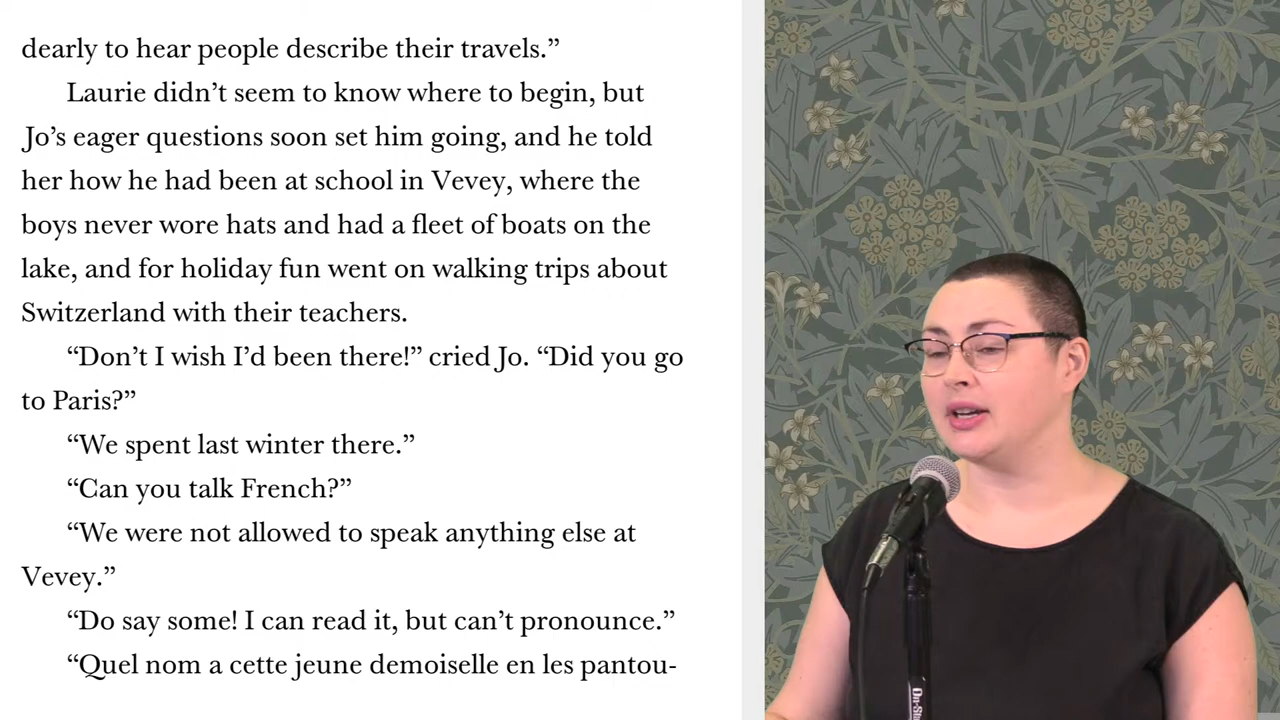 dearly to hear people describe their travels.”
Laurie didn’t seem to know where to begin, but
Jo’s eager questions soon set him going, and he told
her how he had been at school in Vevey, where the
boys never wore hats and had a fleet of boats on the
lake, and for holiday fun went on walking trips about
Switzerland with their teachers.
“Don’t I wish I’d been there!” cried Jo. “Did you go
to Paris?”
“We spent last winter there.”
“Can you talk French?”
“We were not allowed to speak anything else at
Vevey.”
“Do say some! I can read it, but can’t pronounce.”
“Quel nom a cette jeune demoiselle en les pantou-